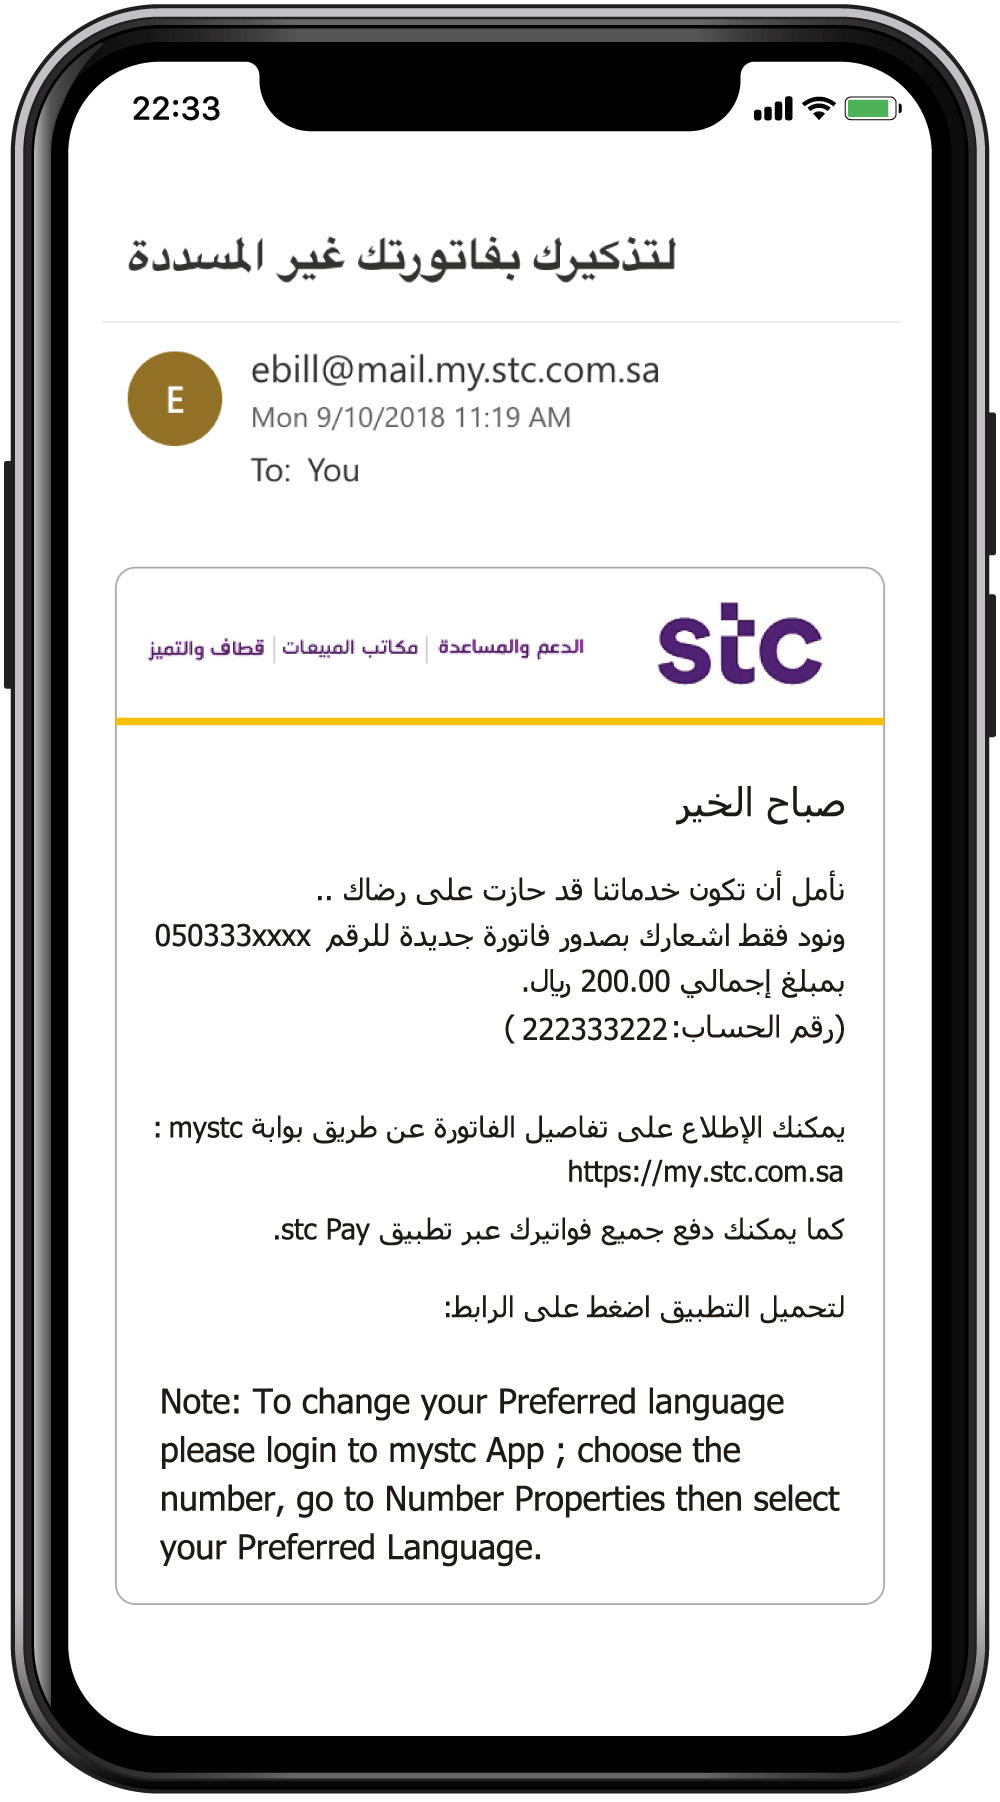 22:33
لتذكيرك بفاتورتك غير المسددة
E
ebill@mail.my.stc.com.sa
Mon 9/10/2018 11:19 AM
To: You
stc
الدعم والمساعدة | مكاتب المبيعات | قطاف والتميز
صباح الخير
نأمل أن تكون خدماتنا قد حازت على رضاك ..
ونود فقط اشعارك بصدور فاتورة جديدة للرقم 050333xxxx
بمبلغ إجمالي 200.00 ريال.
(رقم الحساب: 222333222 )
يمكنك الإطلاع على تفاصيل الفاتورة عن طريق بوابة mystc :
https://my.stc.com.sa
كما يمكنك دفع جميع فواتيرك عبر تطبيق stc Pay.
لتحميل التطبيق اضغط على الرابط:
Note: To change your Preferred language
please login to mystc App ; choose the
number, go to Number Properties then select
your Preferred Language.